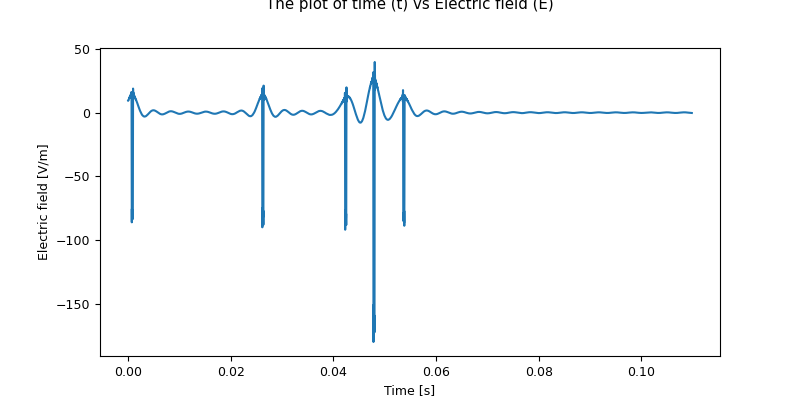 The plot of time (t) vs Electric field (E)
50
0
−50
−100
−150
Electric field [V/m]
0.00 0.02 0.04 0.06 0.08 0.10
Time [s]